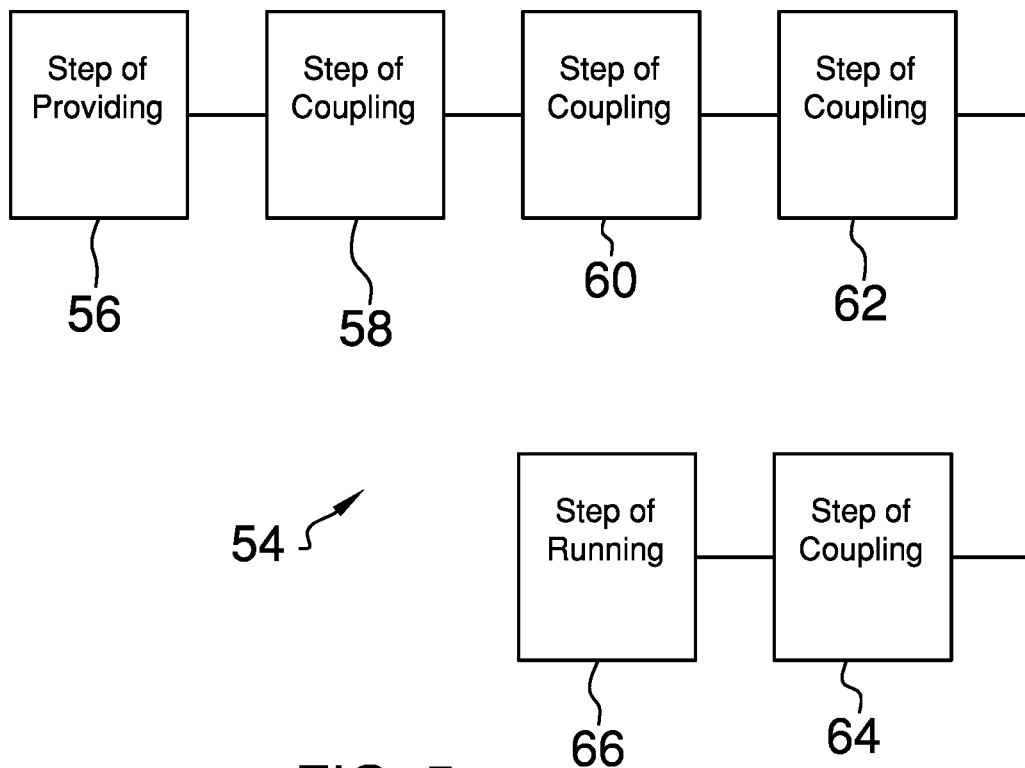 Step of
Providing
Step of
Coupling
Step of
Coupling
Step of
Coupling
56
58
60
62
54
Step of
Running
Step of
Coupling
66
64